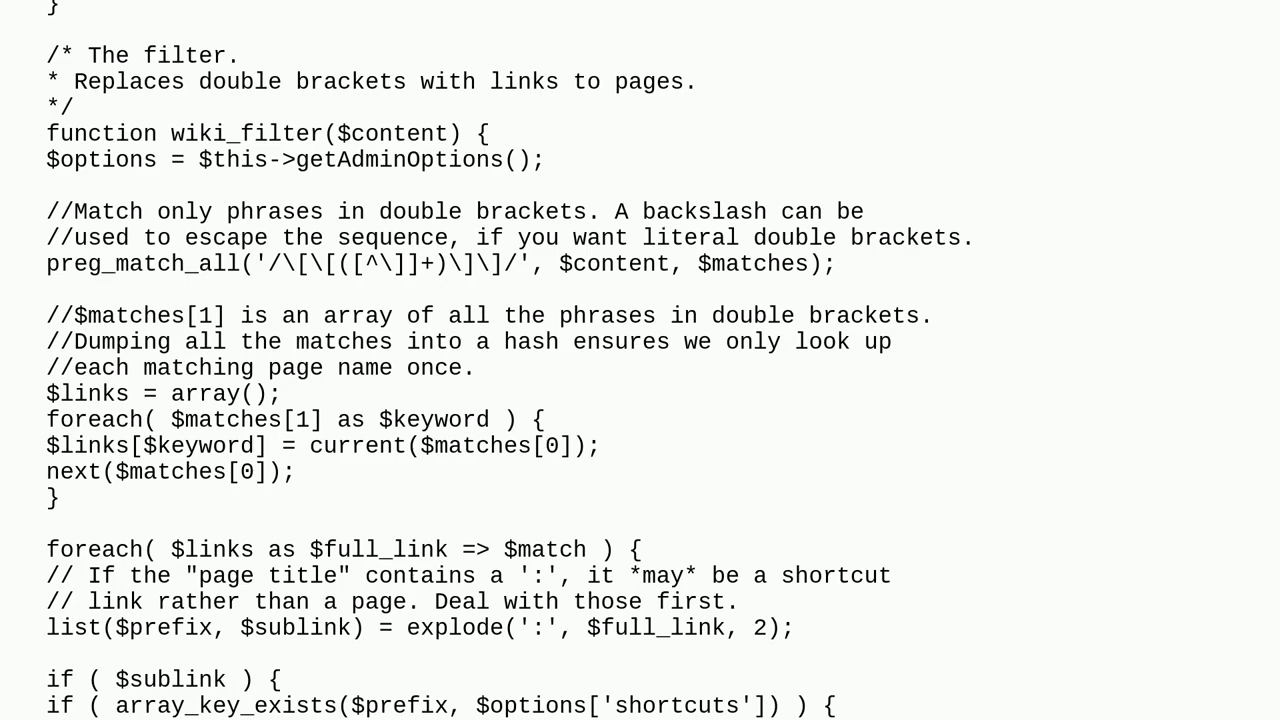 }
/* The filter.
* Replaces double brackets with links to pages.
*/
function wiki_filter($content) {
$options = $this->getAdminOptions();
//Match only phrases in double brackets. A backslash can be
//used to escape the sequence, if you want literal double brackets.
preg_match_all('/\[\[([^\]]+)\]\]/', $content, $matches);
//$matches[1] is an array of all the phrases in double brackets.
//Dumping all the matches into a hash ensures we only look up
//each matching page name once.
$links = array();
foreach( $matches[1] as $keyword ) {
$links[$keyword] = current($matches[0]);
next($matches[0]);
}
foreach( $links as $full_link => $match ) {
// If the "page title" contains a ':', it *may* be a shortcut
// link rather than a page. Deal with those first.
list($prefix, $sublink) = explode(':', $full_link, 2);
if ( $sublink ) {
if ( array_key_exists($prefix, $options['shortcuts']) ) {